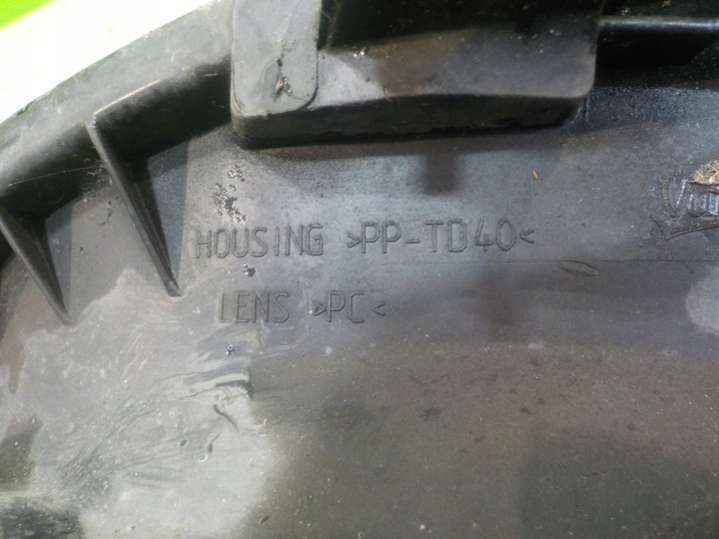 HOUSING >PP-TD40<
LENS >PC<